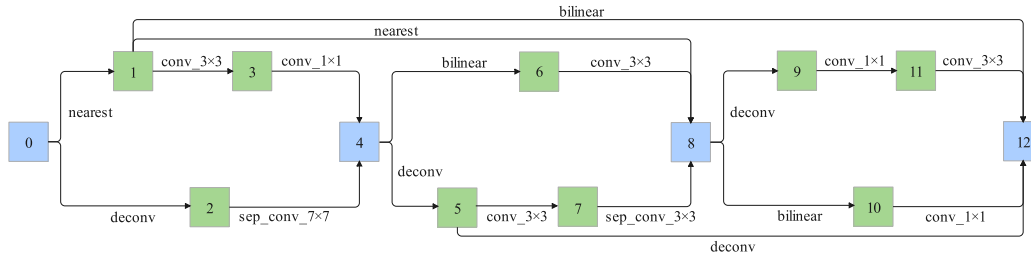 bilinear
nearest
1
conv_3×3
3
conv_1×1
bilinear
6
conv_3×3
9
conv_1×1
11
conv_3×3
nearest
deconv
0
4
8
12
deconv
deconv
2
sep_conv_7×7
5
conv_3×3
7
sep_conv_3×3
bilinear
10
conv_1×1
deconv